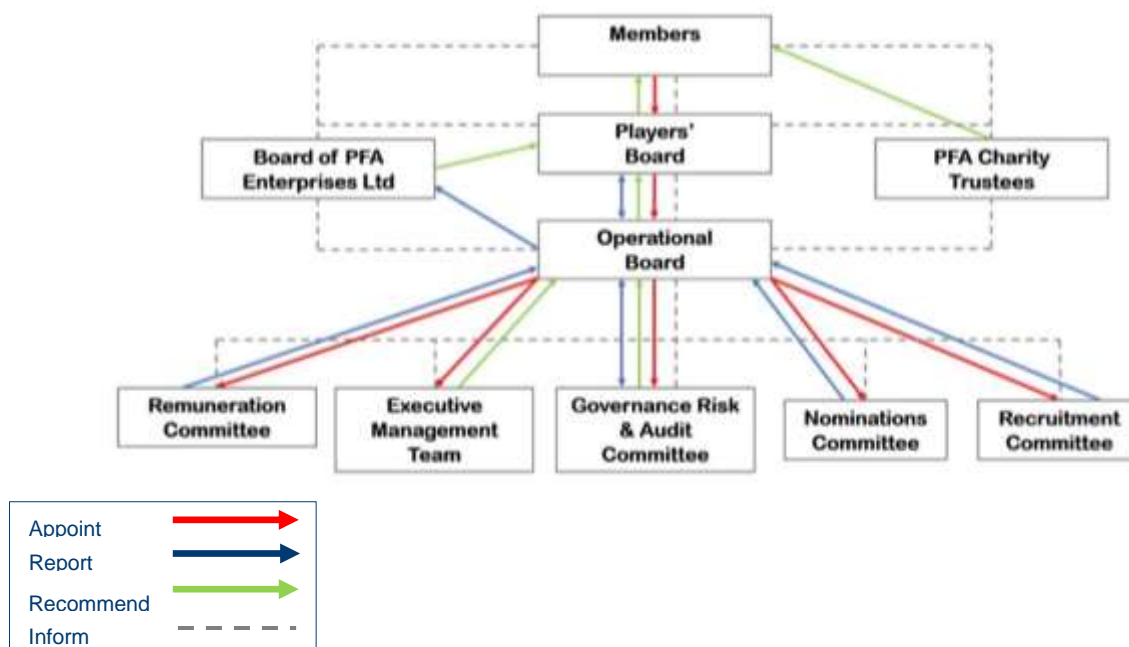 Members
Players'
Board
Board of PFA
Enterprises Ltd
PFA Charity
Trustees
Operational
Board
Remuneration
Committee
Executive
Management
Team
Governance Risk
& Audit
Committee
Nominations
Committee
Recruitment
Committee
Appoint
Report
Recommend
Inform